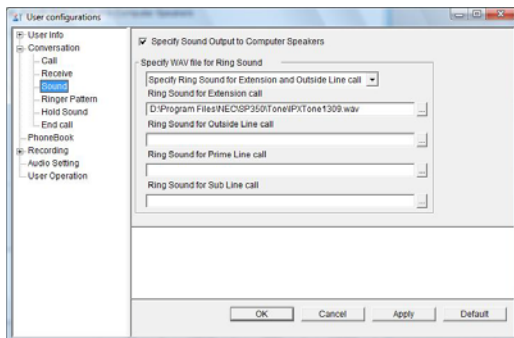 User configurations
User Info
Conversation
Call
Receive
Sound
Ringer Pattern
Hold Sound
End call
PhoneBook
Recording
Audio Setting
User Operation
Specify Sound Output to Computer Speakers
Specify WAV file for Ring Sound
Specify Ring Sound for Extension and Outside Line call
Ring Sound for Extension call
D:\Program Files\NEC\SP350\Tone\IPXTone1309.wav
...
Ring Sound for Outside Line call
...
Ring Sound for Prime Line call
...
Ring Sound for Sub Line call
...
OK
Cancel
Apply
Default